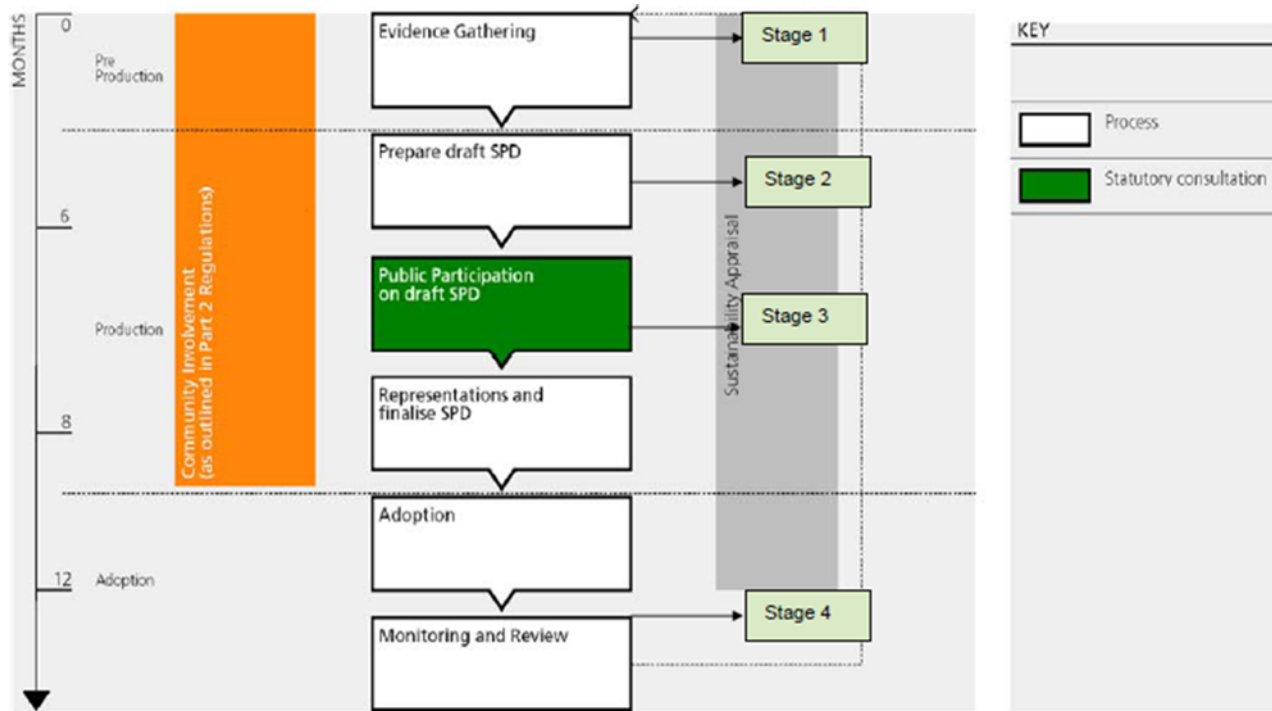 MONTHS
0
Pre
Production
6
Production
8
12
Adoption
Community Involvement
(as outlined in Part 2 Regulations)
Evidence Gathering
Prepare draft SPD
Public Participation
on draft SPD
Representations and
finalise SPD
Adoption
Monitoring and Review
Sustainability Appraisal
Stage 1
Stage 2
Stage 3
Stage 4
KEY
Process
Statutory consultation